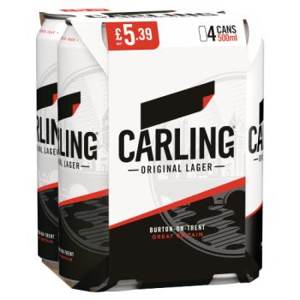 £5.39
4 CANS
500ml
CARLING
ORIGINAL LAGER
BURTON-ON-TRENT
GREAT BRITAIN